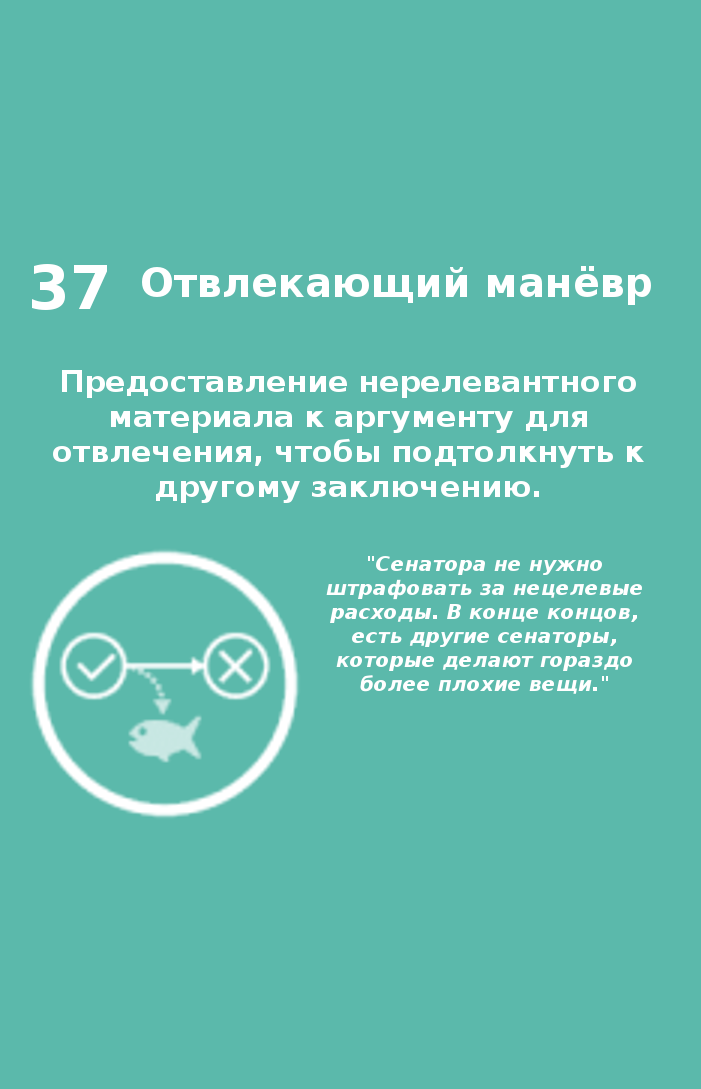 37 Отвлекающий манёвр
Предоставление нерелевантного
материала к аргументу для
отвлечения, чтобы подтолкнуть к
другому заключению.
"Сенатора не нужно
штрафовать за нецелевые
расходы. В конце концов,
есть другие сенаторы,
которые делают гораздо
более плохие вещи."